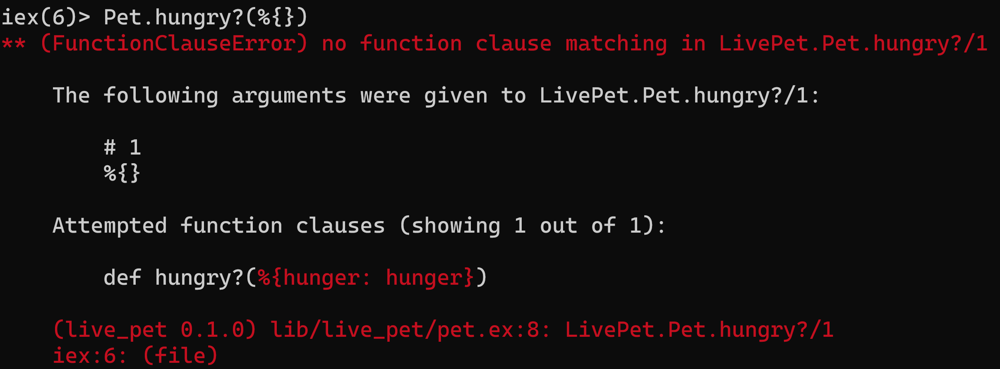 iex(6)> Pet.hungry?(%{})
** (FunctionClauseError) no function clause matching in LivePet.Pet.hungry?/1
The following arguments were given to LivePet.Pet.hungry?/1:
# 1
%{}
Attempted function clauses (showing 1 out of 1):
def hungry?(%{hunger: hunger})
(live_pet 0.1.0) lib/live_pet/pet.ex:8: LivePet.Pet.hungry?/1
iex:6: (file)